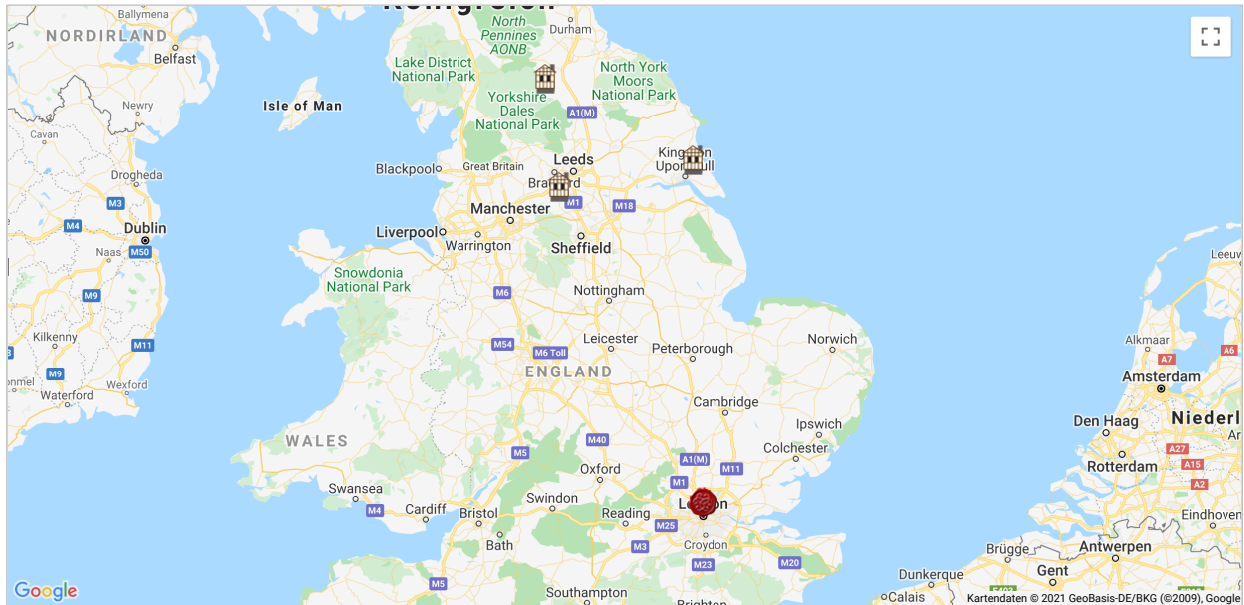 Ballymena
NORDIRLAND
Belfast
Newry
Cavan
Drogheda
M3
M4
Dublin
M50
Naas
M9
Kilkenny
M11
M9
Wexford
Waterford
Isle of Man
North
Pennines
AONB
Durham
Lake District
National Park
North York
Moors
National Park
Yorkshire
Dales
National Park
A1(M)
Leeds
Blackpool
Great Britain
M1
M18
Manchester
Liverpool
Warrington
Sheffield
Snowdonia
National Park
M6
Nottingham
M54
M6 Toll
Leicester
Peterborough
Norwich
ENGLAND
Cambridge
WALES
Ipswich
Colchester
M40
M5
A1(M)
M11
Oxford
M1
Swansea
M4
Cardiff
Bristol
Swindon
Reading
M25
Bath
M3
Croydon
M23
M20
M5
Southampton
Alkmaar
A7
A6
Amsterdam
Den Haag
Niederl
A27
Rotterdam
A15
A2
Eindhoven
Brügge
Antwerpen
Gent
Dunkerque
Calais
Google
Kartendaten © 2021 GeoBasis-DE/BKG (©2009), Google